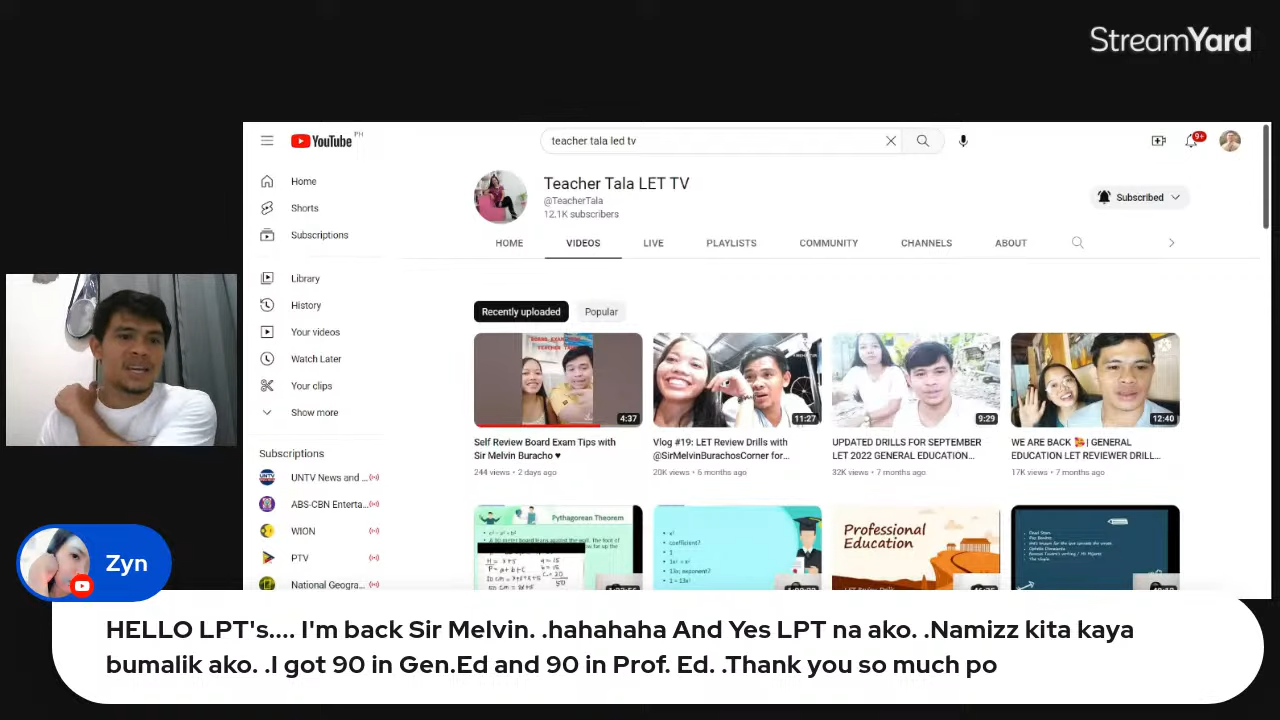 StreamYard
YouTube PH
teacher tala led tv
9+
Home
Shorts
Subscriptions
Library
History
Your videos
Watch Later
Your clips
Show more
Subscriptions
UNTV News and ...
ABS-CBN Enterta...
WION
PTV
National Geogra...
Teacher Tala LET TV
@TeacherTala
12.1K subscribers
Subscribed
HOME VIDEOS LIVE PLAYLISTS COMMUNITY CHANNELS ABOUT
Recently uploaded Popular
4:37
11:27
9:29
12:40
Self Review Board Exam Tips with
Sir Melvin Buracho ♥
244 views • 2 days ago
Vlog #19: LET Review Drills with
@SirMelvinBurachosCorner for...
20K views • 6 months ago
UPDATED DRILLS FOR SEPTEMBER
LET 2022 GENERAL EDUCATION...
32K views • 7 months ago
WE ARE BACK 💐| GENERAL
EDUCATION LET REVIEWER DRILL...
17K views • 7 months ago
Pythagorean Theorem
coefficient?
exponent?
Professional
Education
Zyn
HELLO LPT's.... I'm back Sir Melvin. .hahahaha And Yes LPT na ako. .Namizz kita kaya
bumalik ako. .I got 90 in Gen.Ed and 90 in Prof. Ed. .Thank you so much po